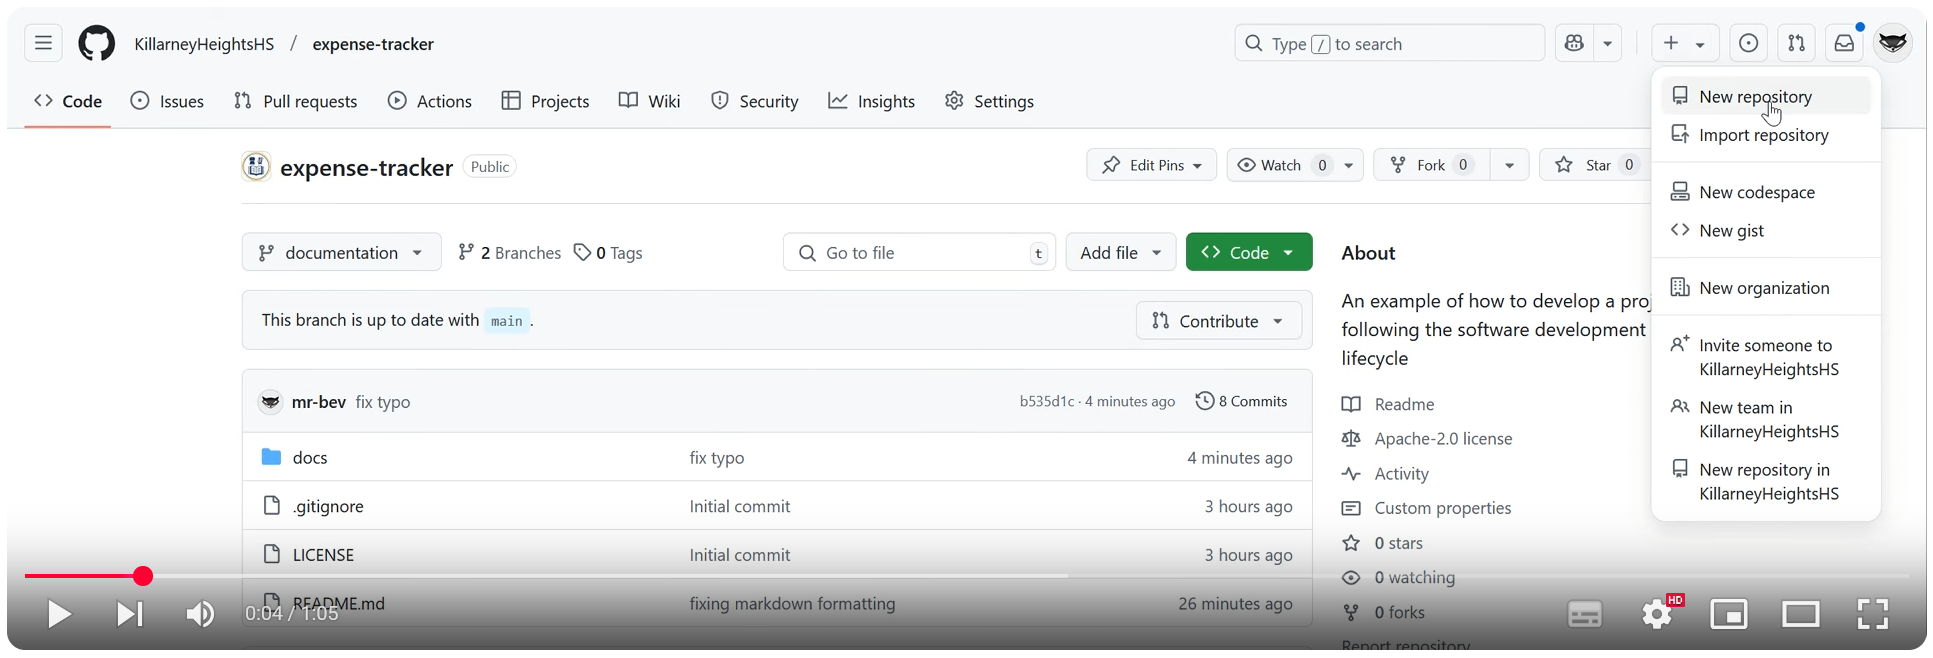 KillarneyHeightsHS / expense-tracker
Type / to search
Code
Issues
Pull requests
Actions
Projects
Wiki
Security
Insights
Settings
New repository
Import repository
New codespace
New gist
New organization
Invite someone to
KillarneyHeightsHS
New team in
KillarneyHeightsHS
New repository in
KillarneyHeightsHS
expense-tracker Public
Edit Pins
Watch 0
Fork 0
Star 0
documentation
2 Branches
0 Tags
Go to file t
Add file
Code
This branch is up to date with main .
Contribute
mr-bev fix typo b535d1c · 4 minutes ago 8 Commits
docs fix typo 4 minutes ago
.gitignore Initial commit 3 hours ago
LICENSE Initial commit 3 hours ago
README.md fixing markdown formatting 26 minutes ago
About
An example of how to develop a proj
following the software development
lifecycle
Readme
Apache-2.0 license
Activity
Custom properties
0 stars
0 watching
0 forks
Report repository
0:04 / 1:05
HD